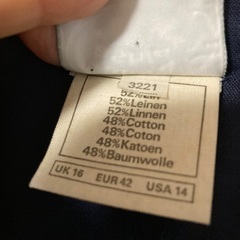 3221
52%Leinen
52%Linnen
48%Cotton
48%Coton
48%Katoen
48%Baumwolle
UK 16 EUR 42 USA 14